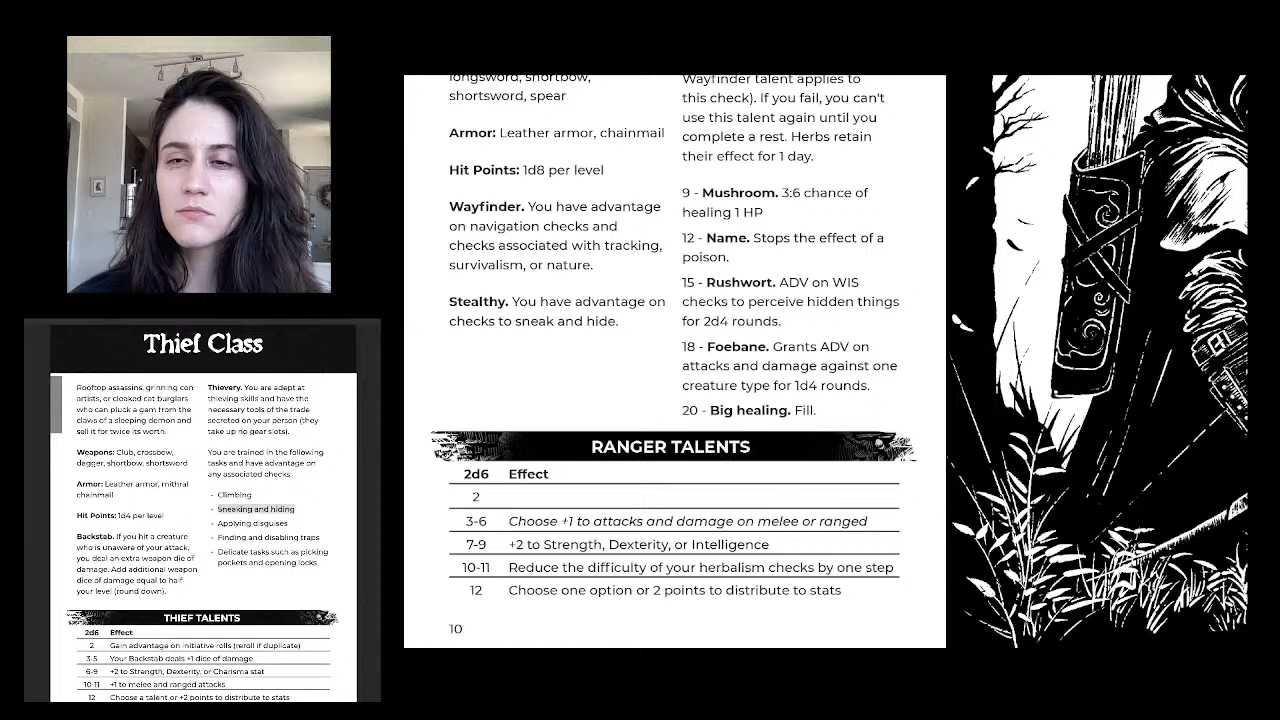 Thief Class
Rooftop assassins, grinning con
artists, or cloaked cat burglars
who can pluck a gem from the
claws of a sleeping demon and
sell it for twice its worth.
Weapons: Club, crossbow,
dagger, shortbow, shortsword
Armor: Leather armor, mithral
chainmail
Hit Points: 1d4 per level
Backstab. If you hit a creature
who is unaware of your attack,
you deal an extra weapon die of
damage. Add additional weapon
dice of damage equal to half
your level (round down).
Thievery. You are adept at
thieving skills and have the
necessary tools of the trade
secreted on your person (they
take up no gear slots).
You are trained in the following
tasks and have advantage on
any associated checks:
• Climbing
• Sneaking and hiding
• Applying disguises
• Finding and disabling traps
• Delicate tasks such as picking
pockets and opening locks
THIEF TALENTS
2d6 Effect
2 Gain advantage on initiative rolls (reroll if duplicate)
3-5 Your Backstab deals +1 dice of damage
6-9 +2 to Strength, Dexterity, or Charisma stat
10-11 +1 to melee and ranged attacks
12 Choose a talent or +2 points to distribute to stats
longsword, shortbow,
shortsword, spear
Armor: Leather armor, chainmail
Hit Points: 1d8 per level
Wayfinder. You have advantage
on navigation checks and
checks associated with tracking,
survivalism, or nature.
Stealthy. You have advantage on
checks to sneak and hide.
Wayfinder talent applies to
this check). If you fail, you can't
use this talent again until you
complete a rest. Herbs retain
their effect for 1 day.
9 - Mushroom. 3:6 chance of
healing 1 HP
12 - Name. Stops the effect of a
poison.
15 - Rushwort. ADV on WIS
checks to perceive hidden things
for 2d4 rounds.
18 - Foebane. Grants ADV on
attacks and damage against one
creature type for 1d4 rounds.
20 - Big healing. Fill.
RANGER TALENTS
2d6 Effect
2
3-6 Choose +1 to attacks and damage on melee or ranged
7-9 +2 to Strength, Dexterity, or Intelligence
10-11 Reduce the difficulty of your herbalism checks by one step
12 Choose one option or 2 points to distribute to stats
10